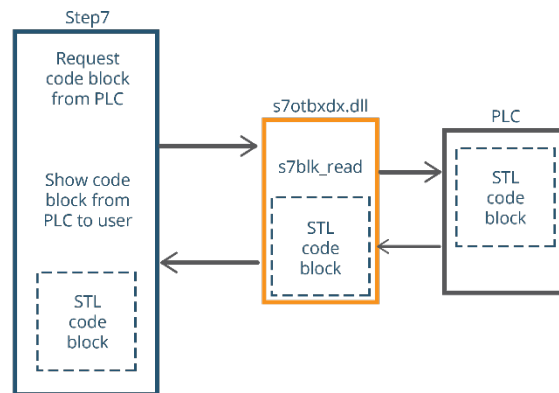 Step7
Request
code block
from PLC
Show code
block from
PLC to user
STL
code
block
s7otbxdx.dll
s7blk_read
STL
code
block
PLC
STL
code
block